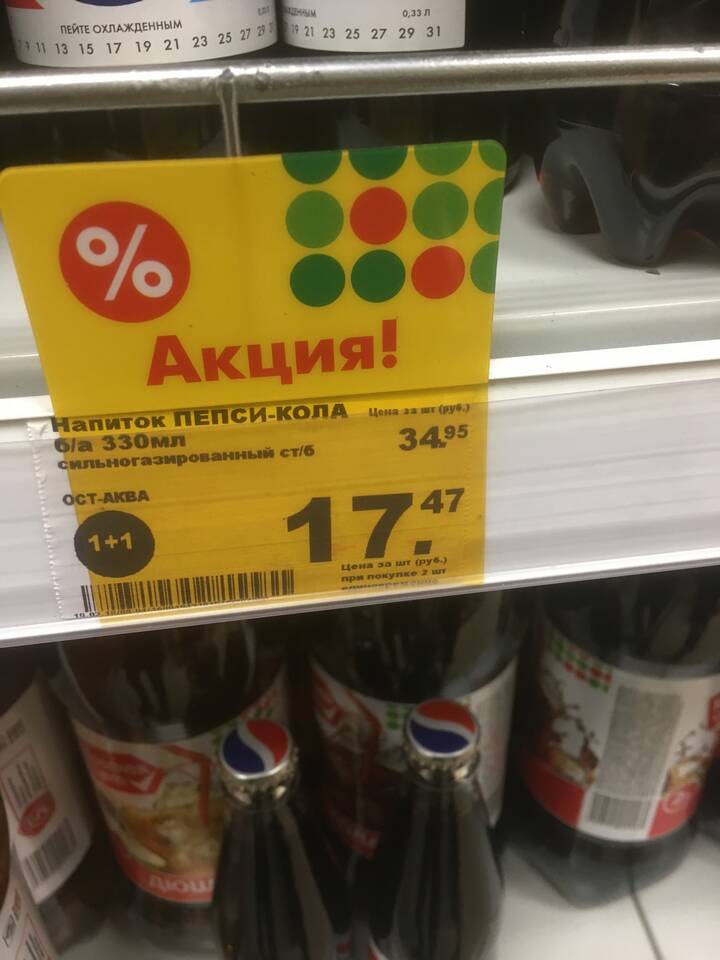 ПЕЙТЕ ОХЛАЖДЕННЫМ
11 13 15 17 19 21 23 25 27 29
0,33 Л
19 21 23 25 27 29 31
%
Акция!
Напиток ПЕПСИ-КОЛА
б/а 330мл
сильногазированный ст/б
Цена за шт (руб.)
34.95
ОСТ-АКВА
1+1
17.47
Цена за шт (руб.)
при покупке 2 шт
единовременно